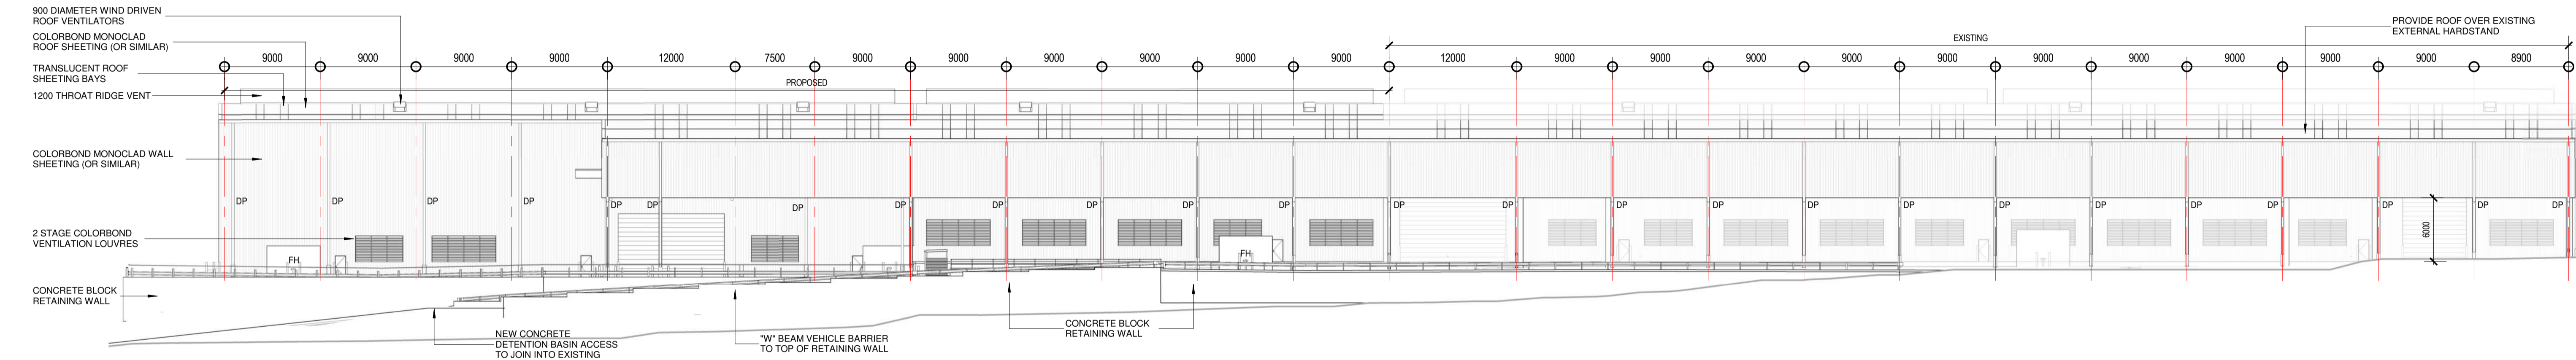 900 DIAMETER WIND DRIVEN
ROOF VENTILATORS
COLORBOND MONOCLAD
ROOF SHEETING (OR SIMILAR)
TRANSLUCENT ROOF
SHEETING BAYS
1200 THROAT RIDGE VENT
COLORBOND MONOCLAD WALL
SHEETING (OR SIMILAR)
2 STAGE COLORBOND
VENTILATION LOUVRES
CONCRETE BLOCK
RETAINING WALL
PROVIDE ROOF OVER EXISTING
EXTERNAL HARDSTAND
EXISTING
9000 9000 9000 9000 12000 7500 9000 9000 9000 9000 9000 9000 12000 9000 9000 9000 9000 9000 9000 9000 9000 9000 9000 8900
PROPOSED
DP DP DP DP DP DP DP DP DP DP DP DP DP DP DP DP DP DP DP DP DP DP DP DP DP
6000
FH FH
NEW CONCRETE
DETENTION BASIN ACCESS
TO JOIN INTO EXISTING
"W" BEAM VEHICLE BARRIER
TO TOP OF RETAINING WALL
CONCRETE BLOCK
RETAINING WALL